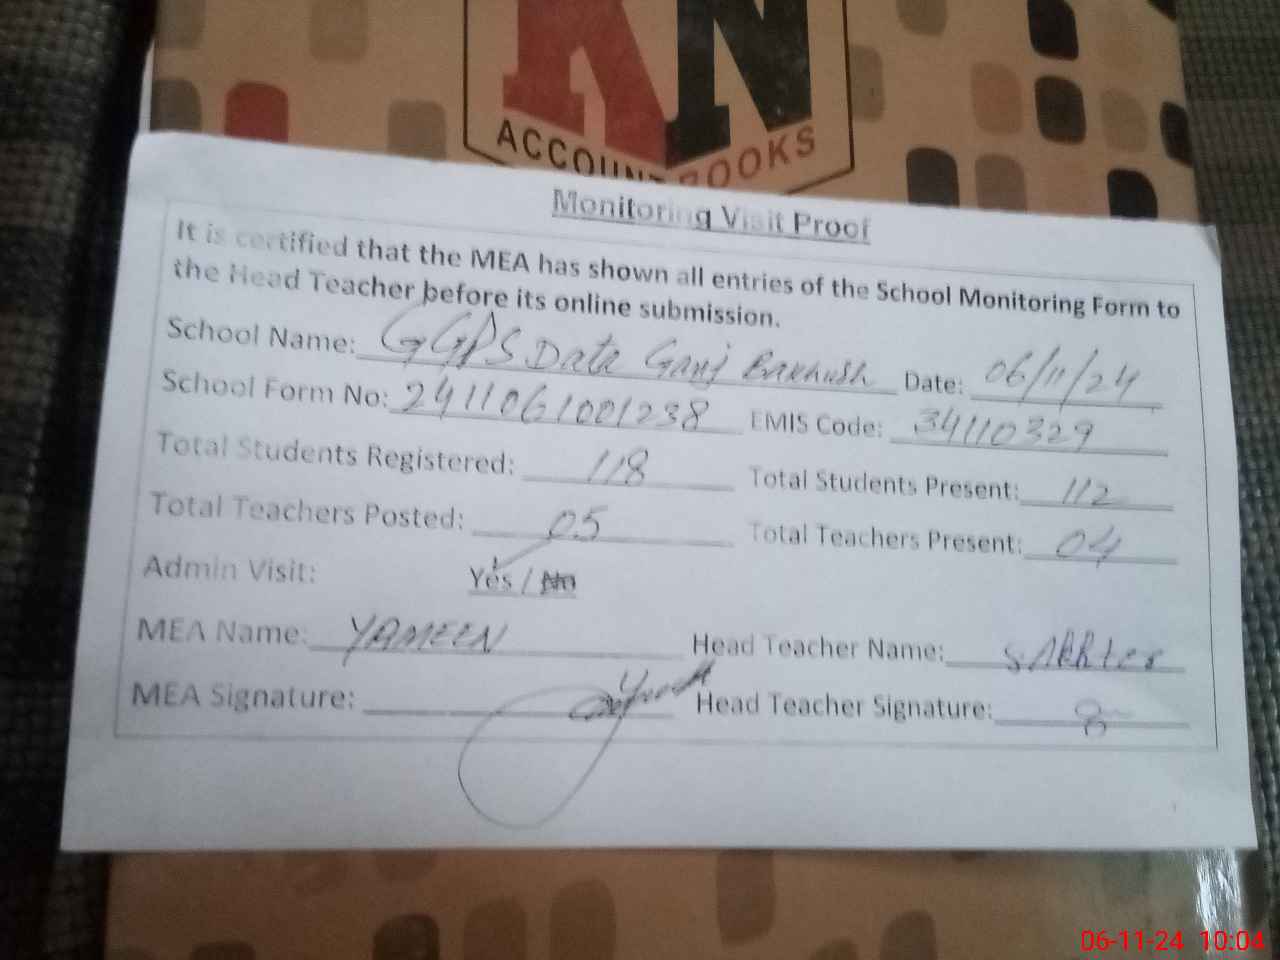 KN
ACCOUNT BOOKS
Monitoring Visit Proof
It is certified that the MEA has shown all entries of the School Monitoring Form to
the Head Teacher before its online submission.
School Name: GGPS Data Ganj Bakhush Date: 06/11/24
School Form No: 2411061001238 EMIS Code: 34110329
Total Students Registered: 118 Total Students Present: 112
Total Teachers Posted: 05 Total Teachers Present: 04
Admin Visit: Yes / No
MEA Name: YAMEEN Head Teacher Name: S.Akhter
MEA Signature: Head Teacher Signature:
06-11-24 10:04